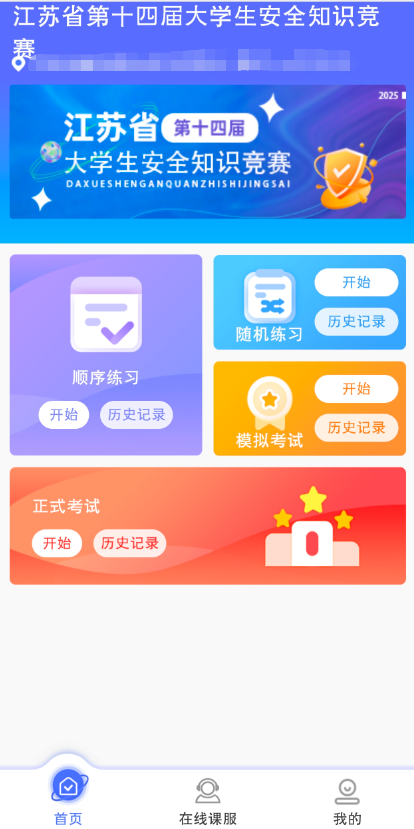 江苏省第十四届大学生安全知识竞
赛
2025
江苏省 第十四届
大学生安全知识竞赛
DAXUESHENGANQUANZHISHIJINGSAI
顺序练习
开始 历史记录
开始
历史记录
随机练习
开始
历史记录
模拟考试
正式考试
开始 历史记录
首页 在线课服 我的